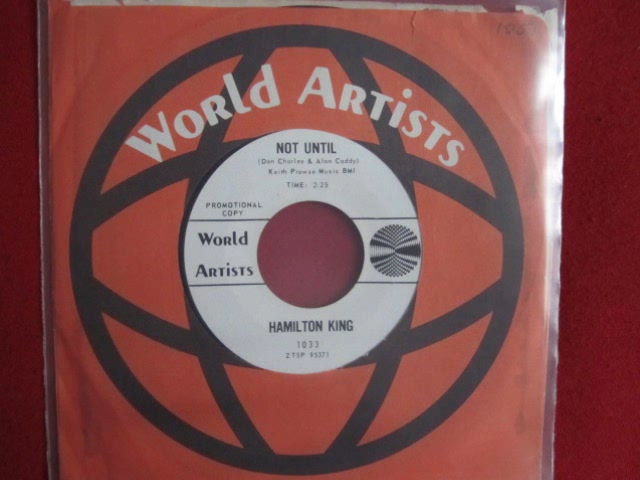 World Artists
NOT UNTIL
(Don Charles & Alan Caddy)
Keith Prowse Music BMI
TIME: 2:25
PROMOTIONAL
COPY
World
Artists
HAMILTON KING
1033
ZTSP 95371